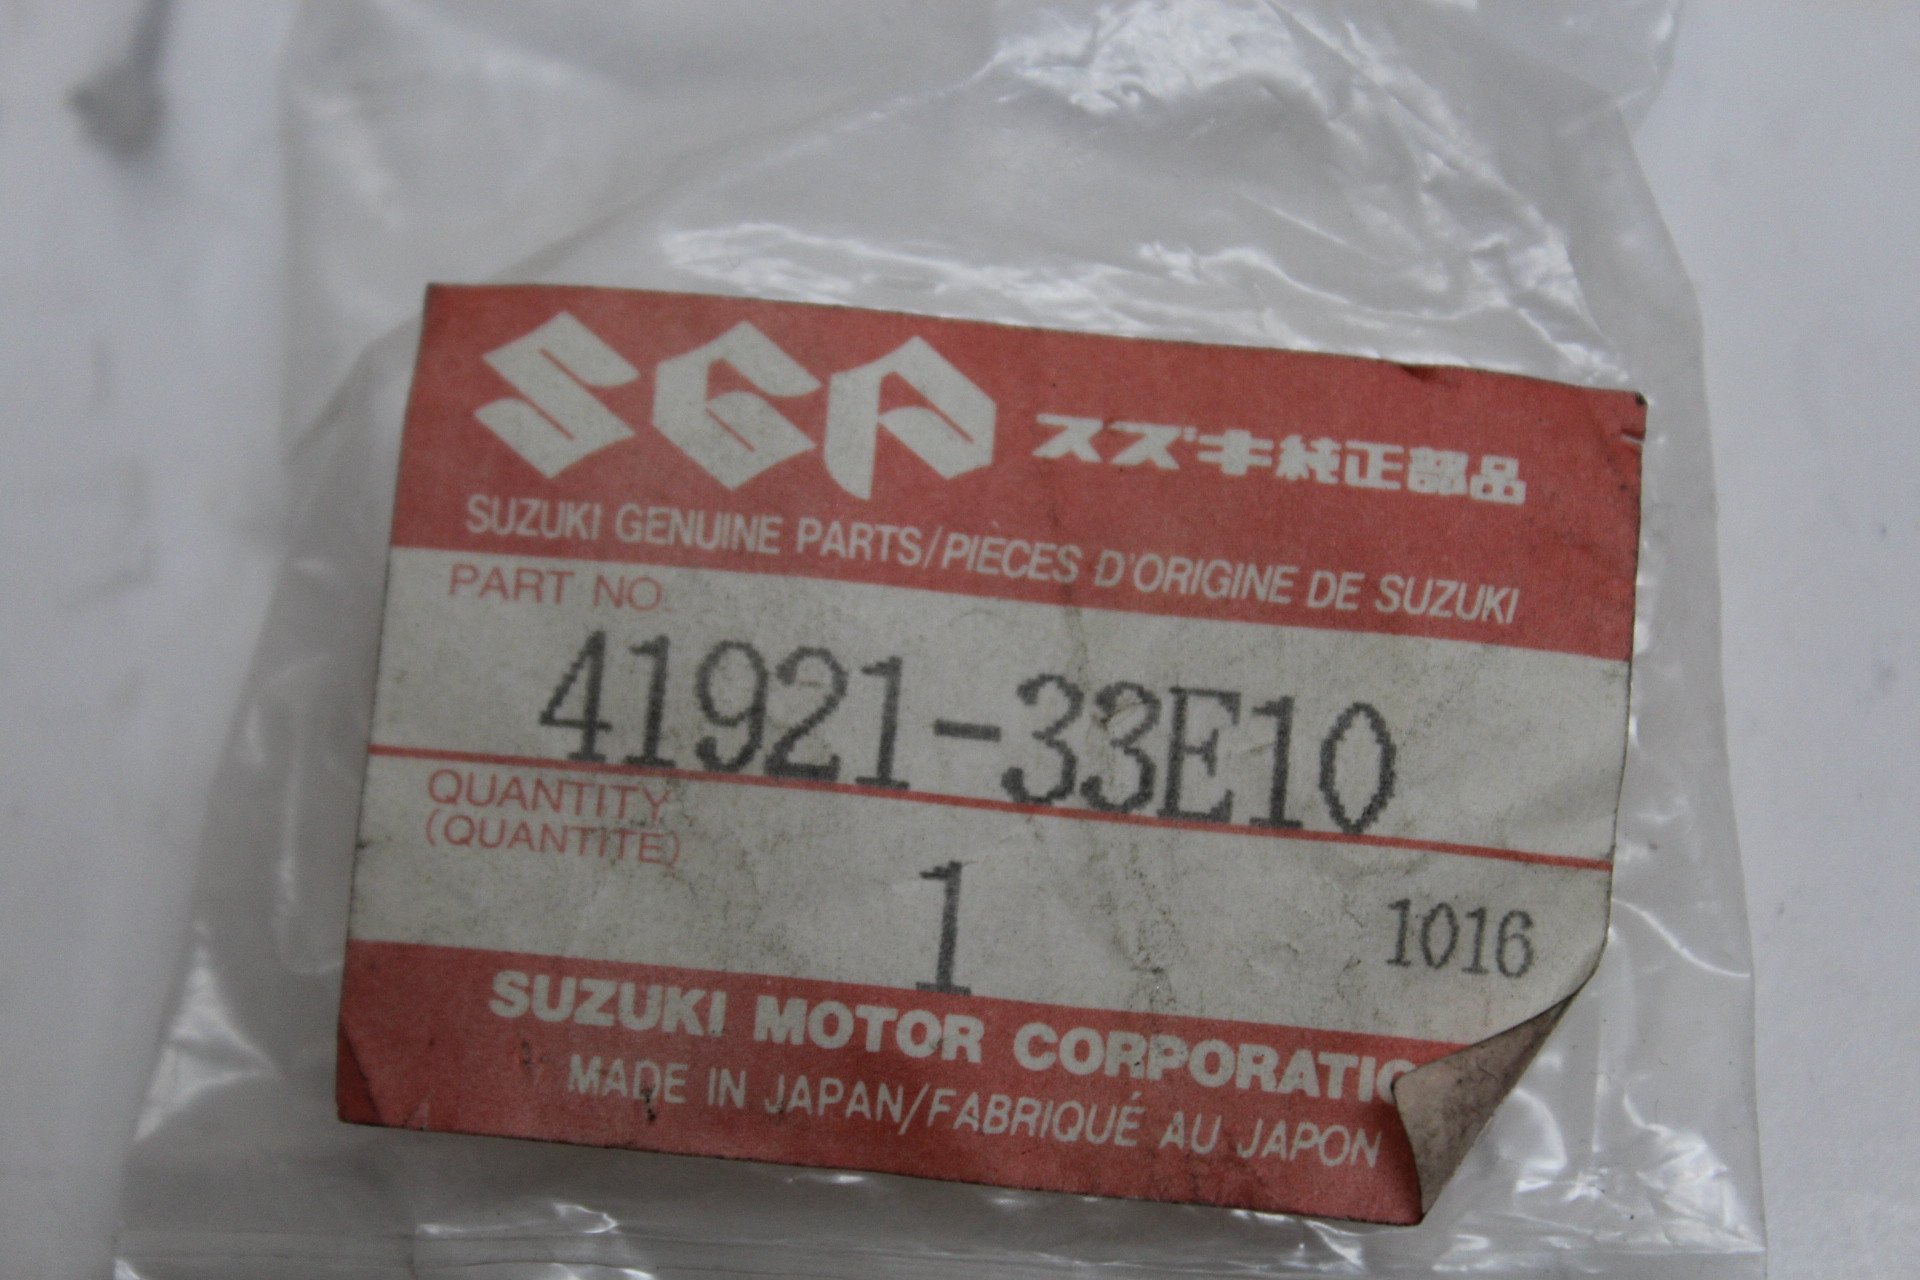 SGP スズキ純正部品
SUZUKI GENUINE PARTS/PIÈCES D'ORIGINE DE SUZUKI
PART NO.
41921-33E10
QUANTITY
(QUANTITE)
1
1016
SUZUKI MOTOR CORPORATIO
MADE IN JAPAN/FABRIQUÉ AU JAPON